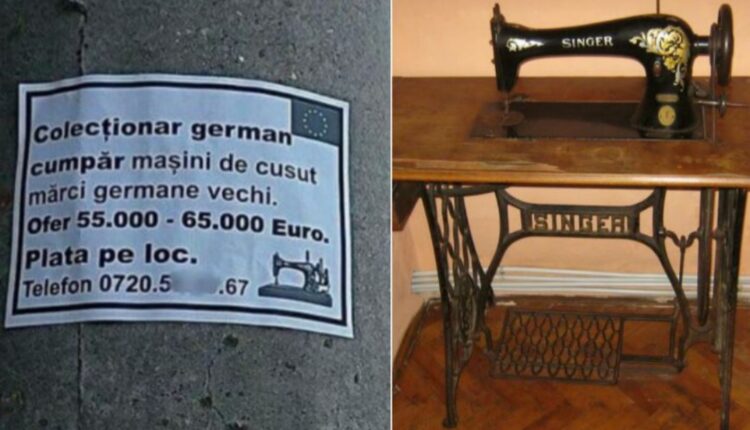 Colecționar german
cumpăr mașini de cusut
mărci germane vechi.
Ofer 55.000 - 65.000 Euro.
Plata pe loc.
Telefon 0720.5 .67
SINGER
SINGER